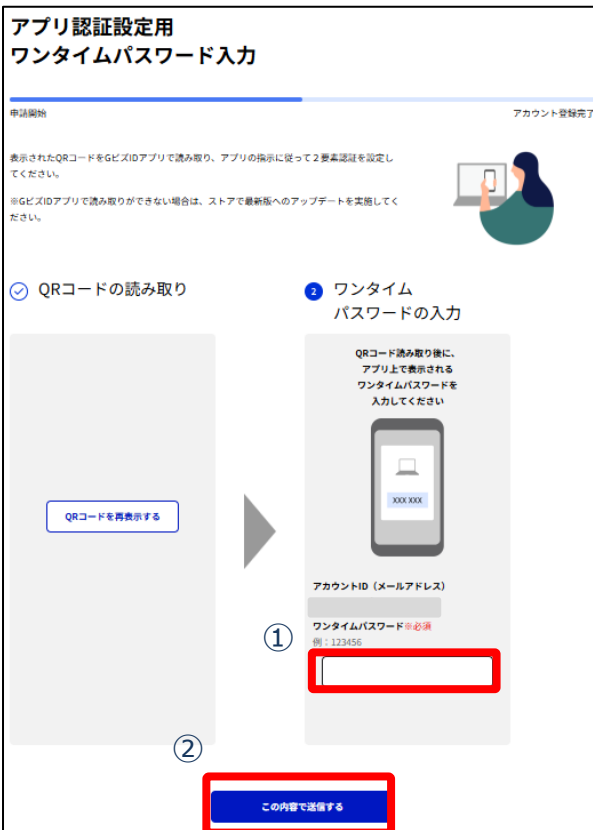 アプリ認証設定用
ワンタイムパスワード入力
申請開始
アカウント登録完了
表示されたQRコードをGビズIDアプリで読み取り、アプリの指示に従って２要素認証を設定し
てください。
※GビズIDアプリで読み取りができない場合は、ストアで最新版へのアップデートを実施してく
ださい。
QRコードの読み取り
2 ワンタイム
パスワードの入力
QRコード読み取り後に、
アプリ上で表示される
ワンタイムパスワードを
入力してください
XXX XXX
QRコードを再表示する
アカウントID（メールアドレス）
ワンタイムパスワード※必須
例：123456
①
②
この内容で送信する